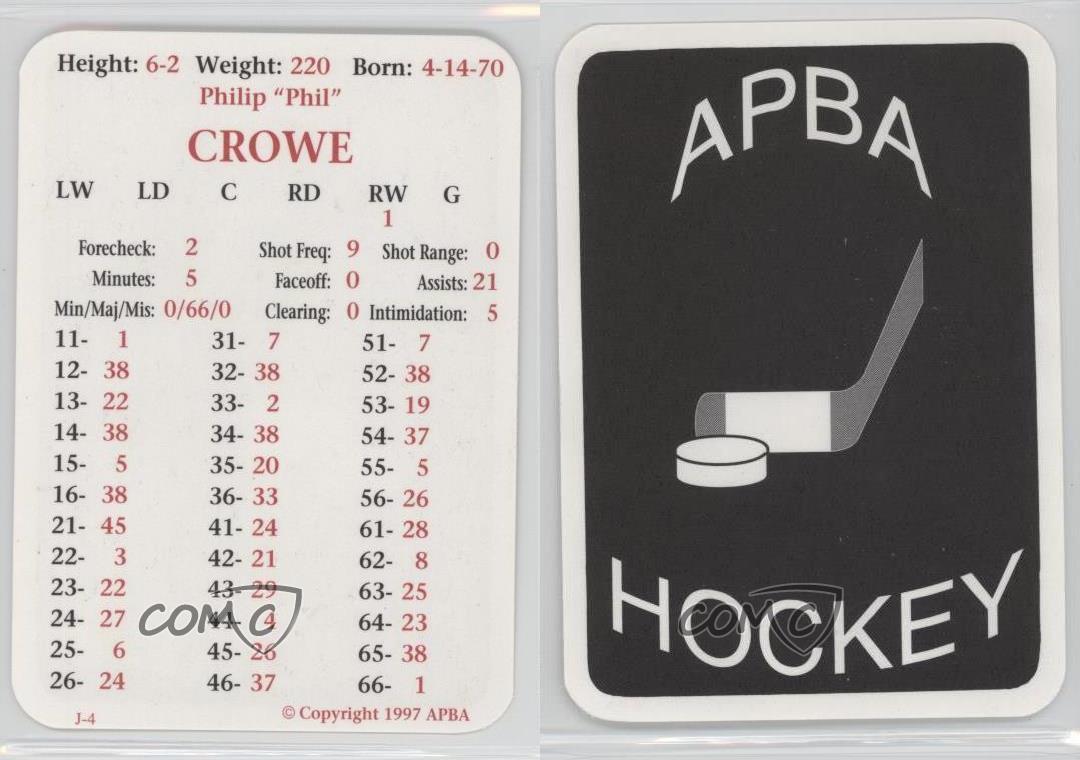 Height: 6-2 Weight: 220 Born: 4-14-70
Philip “Phil”
CROWE
LW LD C RD RW G
1
Forecheck: 2 Shot Freq: 9 Shot Range: 0
Minutes: 5 Faceoff: 0 Assists: 21
Min/Maj/Mis: 0/66/0 Clearing: 0 Intimidation: 5
11- 1 31- 7 51- 7
12- 38 32- 38 52- 38
13- 22 33- 2 53- 19
14- 38 34- 38 54- 37
15- 5 35- 20 55- 5
16- 38 36- 33 56- 26
21- 45 41- 24 61- 28
22- 3 42- 21 62- 8
23- 22 43- 29 63- 25
24- 27 44- 4 64- 23
25- 6 45- 26 65- 38
26- 24 46- 37 66- 1
J-4 © Copyright 1997 APBA
COMC
APBA
HOCKEY
COMC